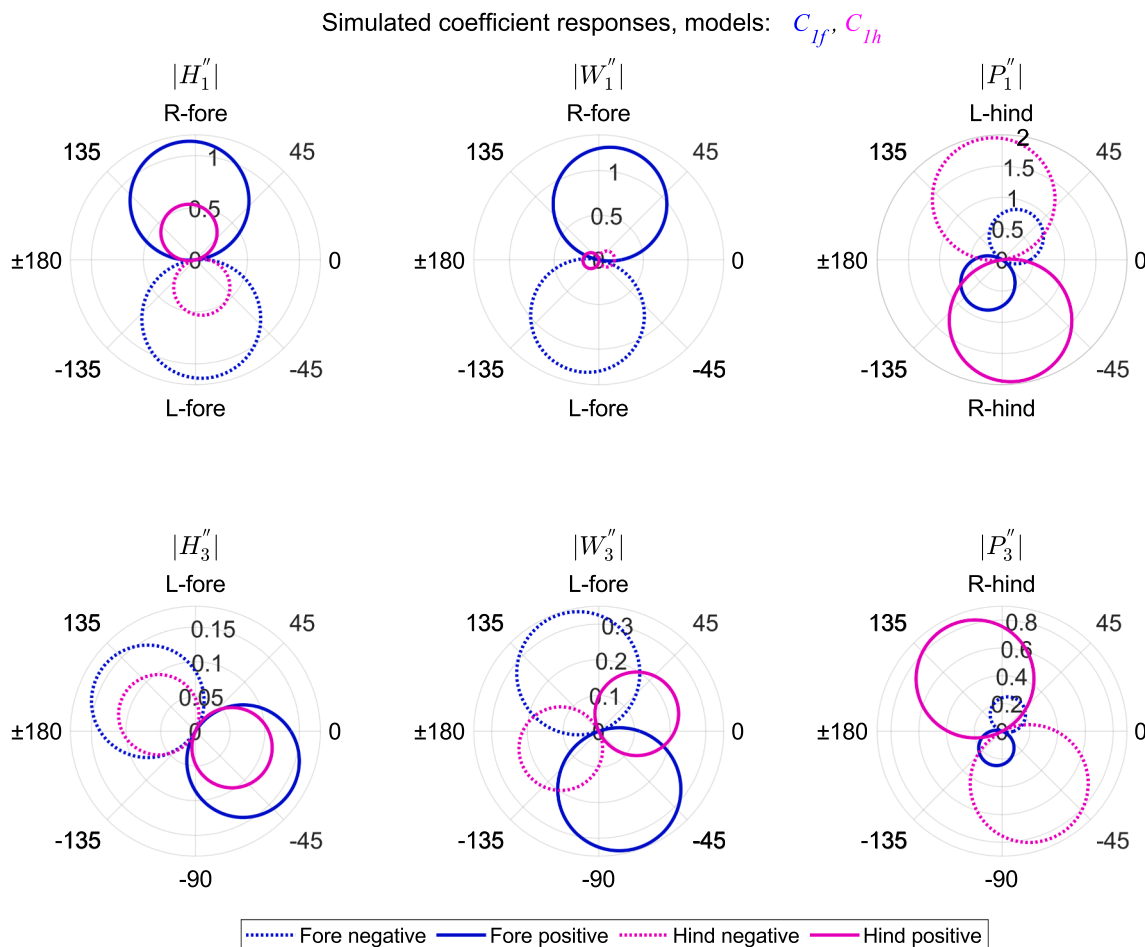 Simulated coefficient responses, models: C1f, C1h
|H1″| |W1″| |P1″|
R-fore R-fore L-hind
135 45 135 45 135 2 45
1 1 1.5
0.5 0.5 1
0.5
±180 0 0 ±180 0 0 ±180 0 0
-135 -45 -135 -45 -135 -45
L-fore L-fore R-hind
|H3″| |W3″| |P3″|
L-fore L-fore R-hind
135 0.15 45 135 0.3 45 135 0.8 45
0.1 0.2 0.6
0.05 0.1 0.4
0.2
±180 0 0 ±180 0 0 ±180 0 0
-135 -45 -135 -45 -135 -45
-90 -90 -90
Fore negative Fore positive Hind negative Hind positive